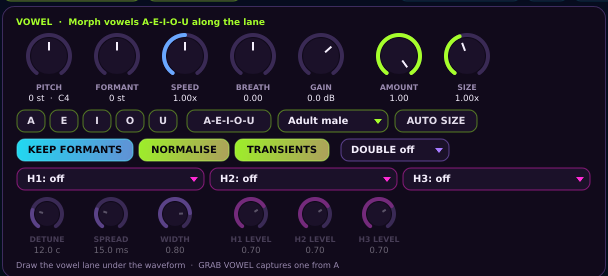 VOWEL · Morph vowels A-E-I-O-U along the lane
PITCH FORMANT SPEED BREATH GAIN AMOUNT SIZE
0 st · C4 0 st 1.00x 0.00 0.0 dB 1.00 1.00x
A E I O U A-E-I-O-U Adult male AUTO SIZE
KEEP FORMANTS NORMALISE TRANSIENTS DOUBLE off
H1: off H2: off H3: off
DETUNE SPREAD WIDTH H1 LEVEL H2 LEVEL H3 LEVEL
12.0 c 15.0 ms 0.80 0.70 0.70 0.70
Draw the vowel lane under the waveform · GRAB VOWEL captures one from A